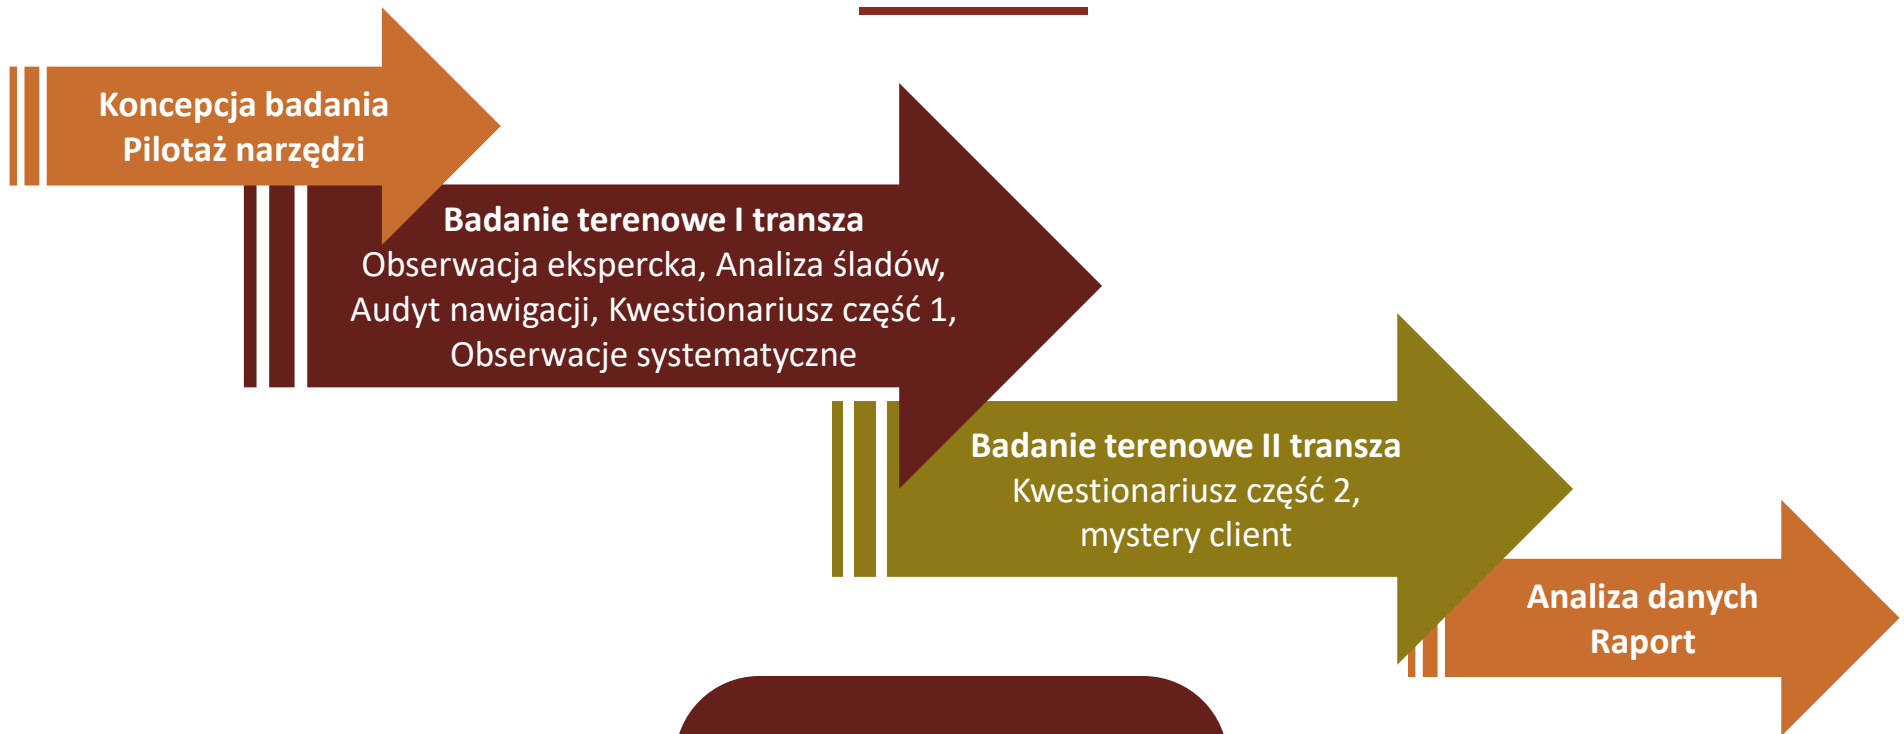 Koncepcja badania
Pilotaż narzędzi
Badanie terenowe I transza
Obserwacja ekspercka, Analiza śladów,
Audyt nawigacji, Kwestionariusz część 1,
Obserwacje systematyczne
Badanie terenowe II transza
Kwestionariusz część 2,
mystery client
Analiza danych
Raport